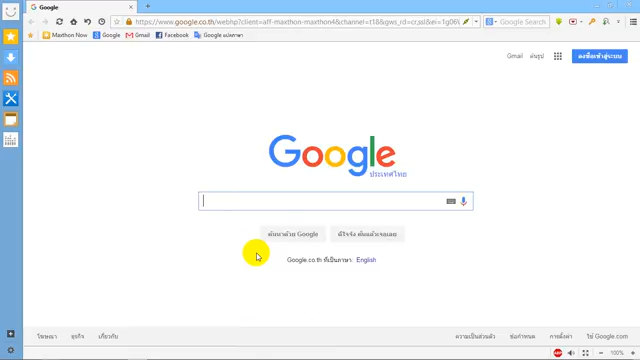 Google
https://www.google.co.th/webhp?client=aff-maxthon-maxthon4&channel=t18&gws_rd=cr,ssl&ei=1g06V
Google Search
Maxthon Now Google Gmail Facebook Google แปลภาษา
Gmail ค้นรูป ลงชื่อเข้าสู่ระบบ
Google
ประเทศไทย
ค้นหาด้วย Google ดีใจจัง ค้นแล้วเจอเลย
Google.co.th ที่เป็นภาษา: English
โฆษณา ธุรกิจ เกี่ยวกับ ความเป็นส่วนตัว ข้อกำหนด การตั้งค่า ใช้ Google.com
ABP 100%